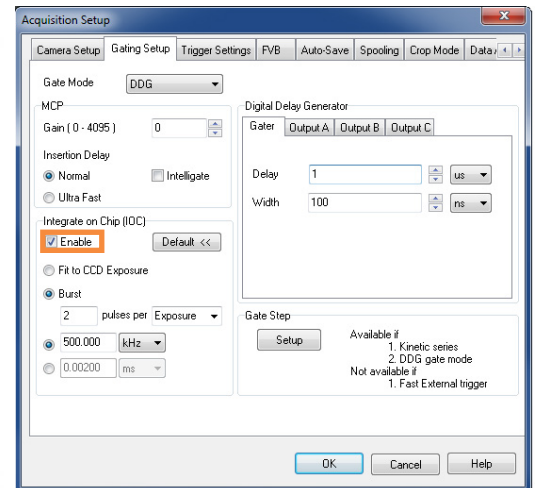 Acquisition Setup
Camera Setup Gating Setup Trigger Settings FVB Auto-Save Spooling Crop Mode Data
Gate Mode DDG
MCP
Gain ( 0 - 4095 ) 0
Insertion Delay
Normal Intelligate
Ultra Fast
Integrate on Chip (IOC)
Enable Default <<
Fit to CCD Exposure
Burst
2 pulses per Exposure
500.000 kHz
0.00200 ms
Digital Delay Generator
Gater Output A Output B Output C
Delay 1 us
Width 100 ns
Gate Step
Setup
Available if
1. Kinetic series
2. DDG gate mode
Not available if
1. Fast External trigger
OK Cancel Help